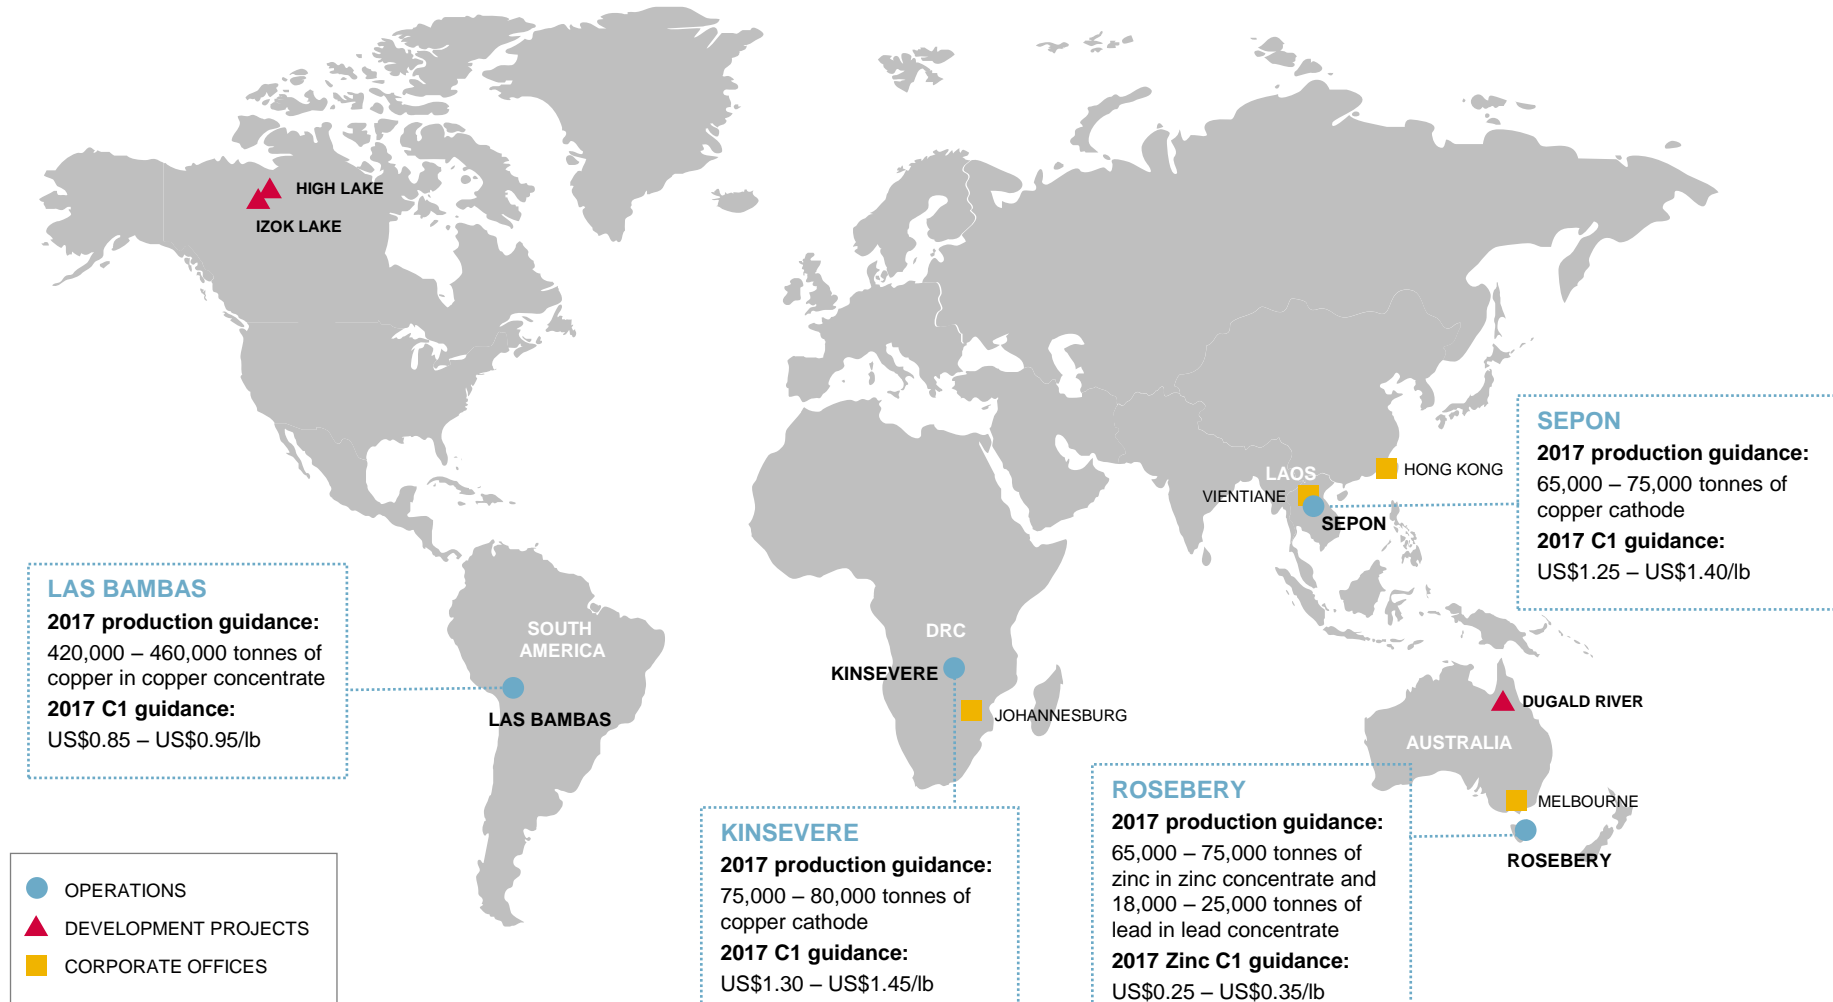 HIGH LAKE
IZOK LAKE
SEPON
2017 production guidance:
65,000 – 75,000 tonnes of
copper cathode
2017 C1 guidance:
US$1.25 – US$1.40/lb
LAOS
HONG KONG
VIENTIANE
SEPON
LAS BAMBAS
2017 production guidance:
420,000 – 460,000 tonnes of
copper in copper concentrate
2017 C1 guidance:
US$0.85 – US$0.95/lb
SOUTH
AMERICA
LAS BAMBAS
DRC
KINSEVERE
JOHANNESBURG
DUGALD RIVER
AUSTRALIA
MELBOURNE
ROSEBERY
KINSEVERE
2017 production guidance:
75,000 – 80,000 tonnes of
copper cathode
2017 C1 guidance:
US$1.30 – US$1.45/lb
ROSEBERY
2017 production guidance:
65,000 – 75,000 tonnes of
zinc in zinc concentrate and
18,000 – 25,000 tonnes of
lead in lead concentrate
2017 Zinc C1 guidance:
US$0.25 – US$0.35/lb
OPERATIONS
DEVELOPMENT PROJECTS
CORPORATE OFFICES